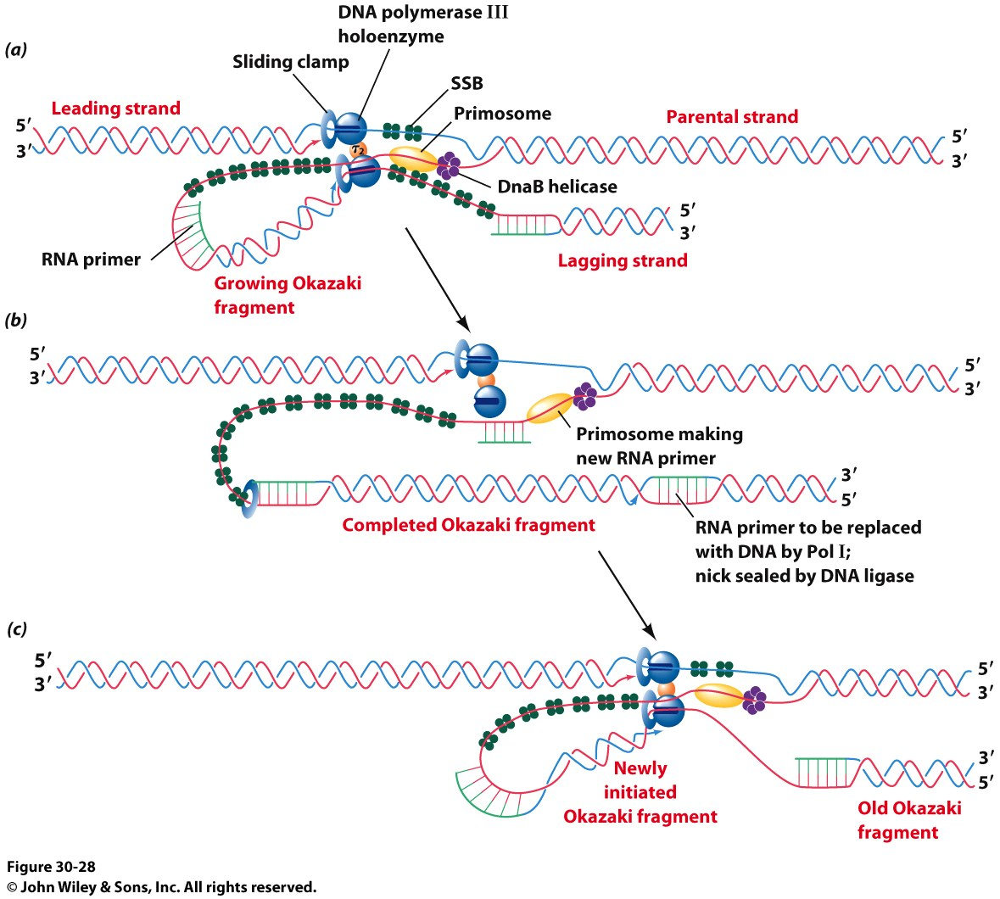 (a)
DNA polymerase III
holoenzyme
Sliding clamp
SSB
Primosome
Leading strand
Parental strand
5′
3′
τ2
5′
3′
DnaB helicase
5′
3′
RNA primer
Lagging strand
Growing Okazaki
fragment
(b)
5′
3′
5′
3′
Primosome making
new RNA primer
3′
5′
Completed Okazaki fragment
RNA primer to be replaced
with DNA by Pol I;
nick sealed by DNA ligase
(c)
5′
3′
5′
3′
3′
5′
Newly
initiated
Okazaki fragment
Old Okazaki
fragment
Figure 30-28
© John Wiley & Sons, Inc. All rights reserved.